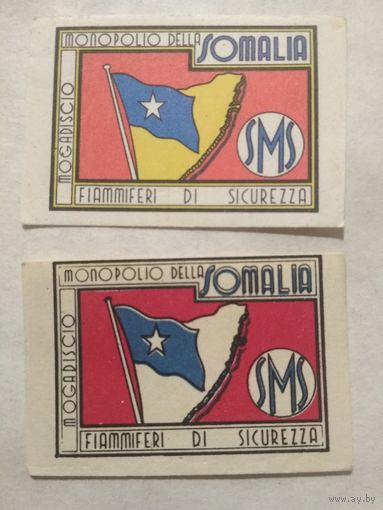 MONOPOLIO DELLA SOMALIA
MOGADISCIO
SMS
FIAMMIFERI DI SICUREZZA
MONOPOLIO DELLA SOMALIA
MOGADISCIO
SMS
FIAMMIFERI DI SICUREZZA
www.ay.by